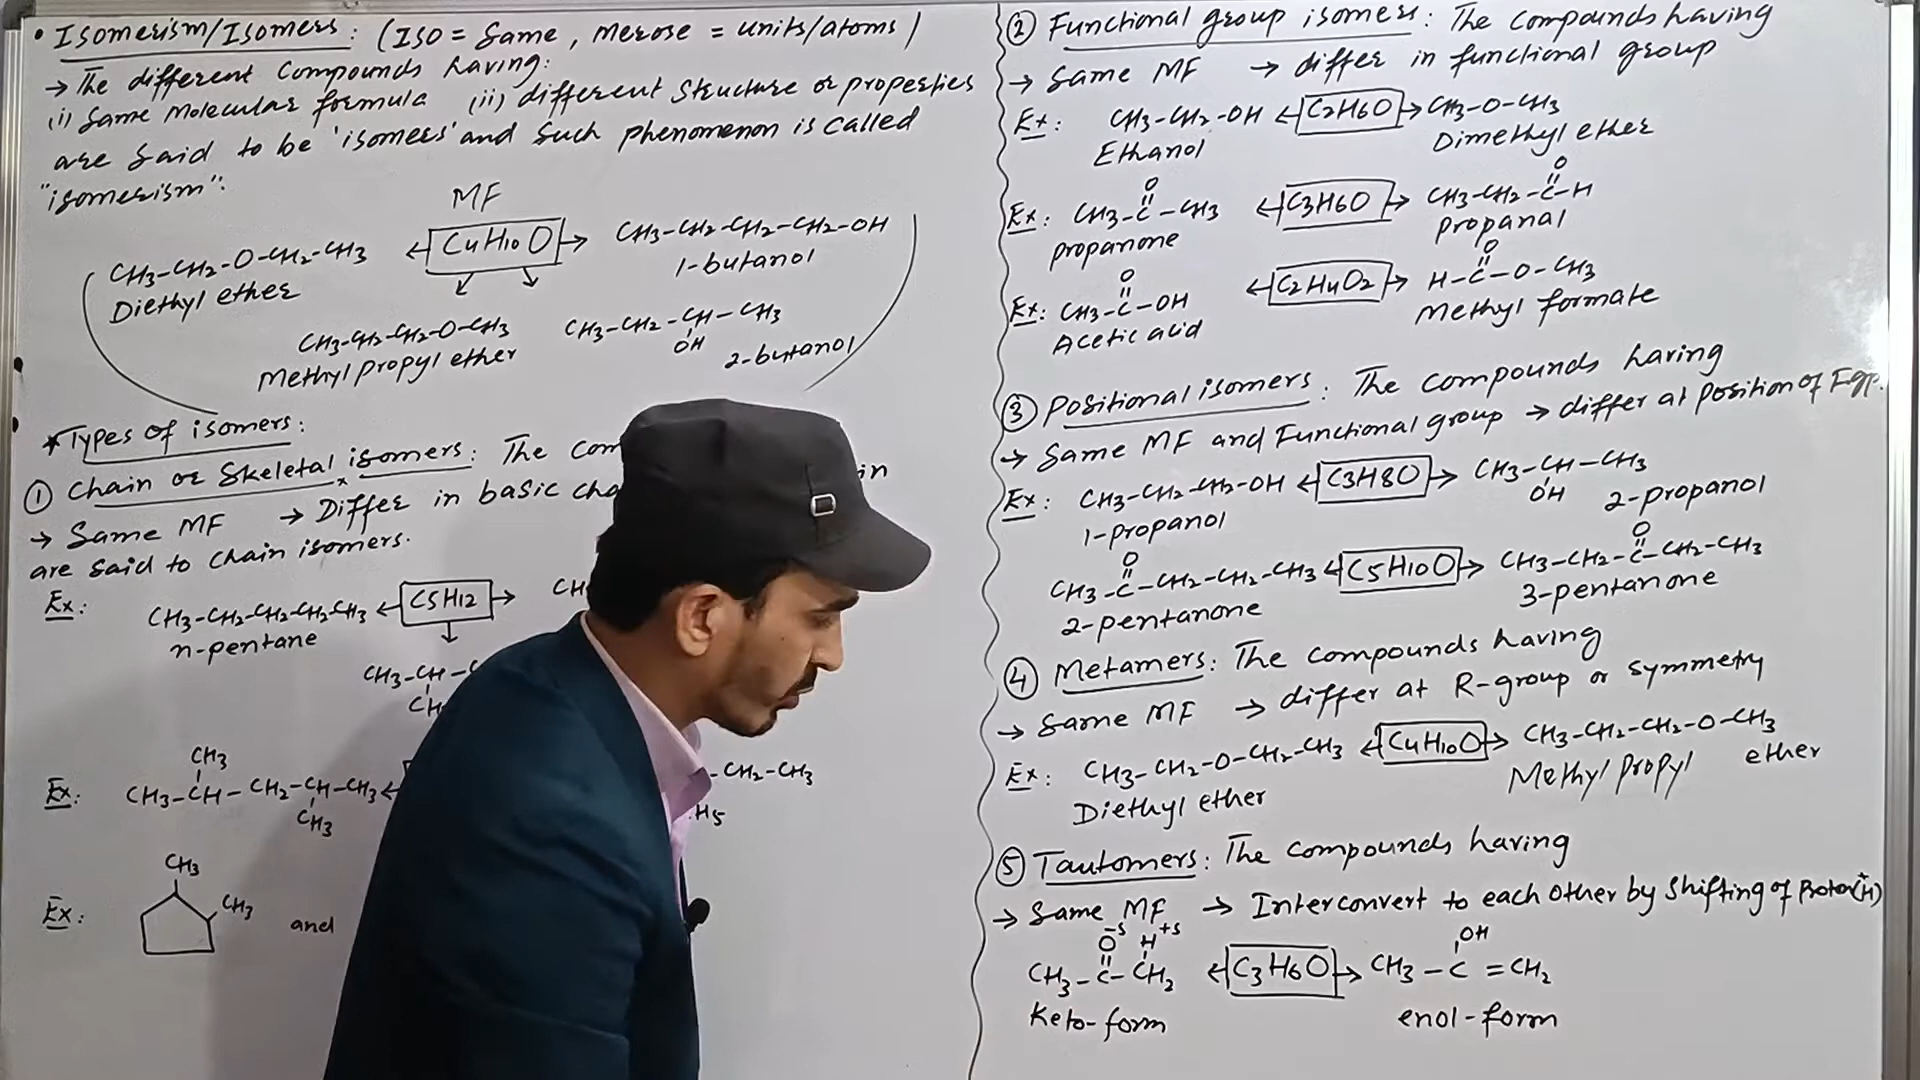 • Isomerism/Isomers: (Iso = Same, merose = units/atoms)
→ The different Compounds having:
(i) Same Molecular formula (ii) different Structure or properties
are said to be 'isomers' and such phenomenon is called
"isomerism":
MF
CH3-CH2-O-CH2-CH3 ← C4H10O → CH3-CH2-CH2-CH2-OH
Diethyl ether 1-butanol
CH3-CH2-CH2-O-CH3 CH3-CH2-CH-CH3
OH
Methyl propyl ether 2-butanol
* Types of isomers:
① Chain or Skeletal isomers: The com
→ Same MF → Differ in basic cha in
are said to chain isomers.
Ex: CH3-CH2-CH2-CH2-CH3 ← C5H12 → CH
n-pentane ↓
CH3-CH-C
CH
CH3
Ex: CH3-CH-CH2-CH-CH3 ← -CH2-CH3
CH3 H5
CH3
Ex: CH3 and
② Functional group isomers: The compounds having
→ Same MF → differ in functional group
Ex: CH3-CH2-OH ← C2H6O → CH3-O-CH3
Ethanol Dimethyl ether
O O
Ex: CH3-C-CH3 ← C3H6O → CH3-CH2-C-H
propanone propanal
O O
Ex: CH3-C-OH ← C2H4O2 → H-C-O-CH3
Acetic acid Methyl formate
③ Positional isomers: The compounds having
→ Same MF and Functional group → differ at position of F.gp.
Ex: CH3-CH2-CH2-OH ← C3H8O → CH3-CH-CH3
OH
1-propanol 2-propanol
O O
CH3-C-CH2-CH2-CH3 ← C5H10O → CH3-CH2-C-CH2-CH3
2-pentanone 3-pentanone
④ Metamers: The compounds having
→ Same MF → differ at R-group or symmetry
Ex: CH3-CH2-O-CH2-CH3 ← C4H10O → CH3-CH2-CH2-O-CH3
Diethyl ether Methyl propyl ether
⑤ Tautomers: The compounds having
→ Same MF → Interconvert to each other by shifting of Proton(H+)
O-δ H+δ OH
CH3-C-CH2 ← C3H6O → CH3-C=CH2
Keto-form enol-form